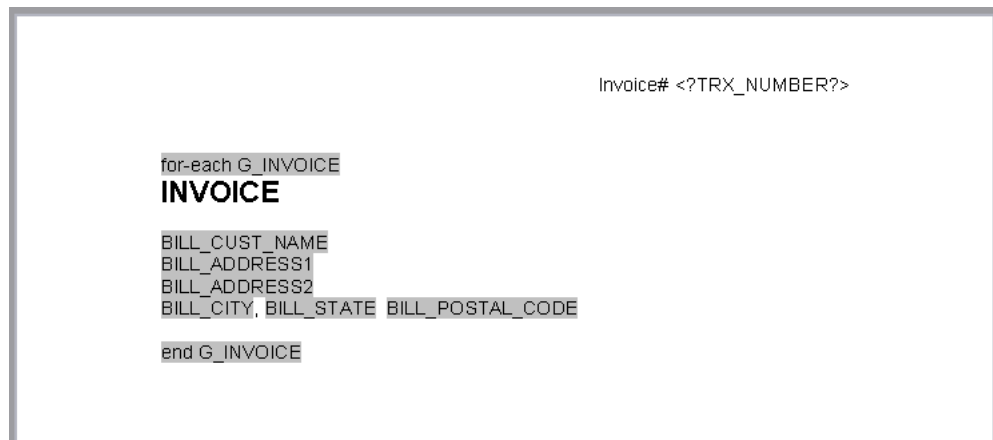 Invoice# <?TRX_NUMBER?>
for-each G_INVOICE
INVOICE
BILL_CUST_NAME
BILL_ADDRESS1
BILL_ADDRESS2
BILL_CITY, BILL_STATE BILL_POSTAL_CODE
end G_INVOICE